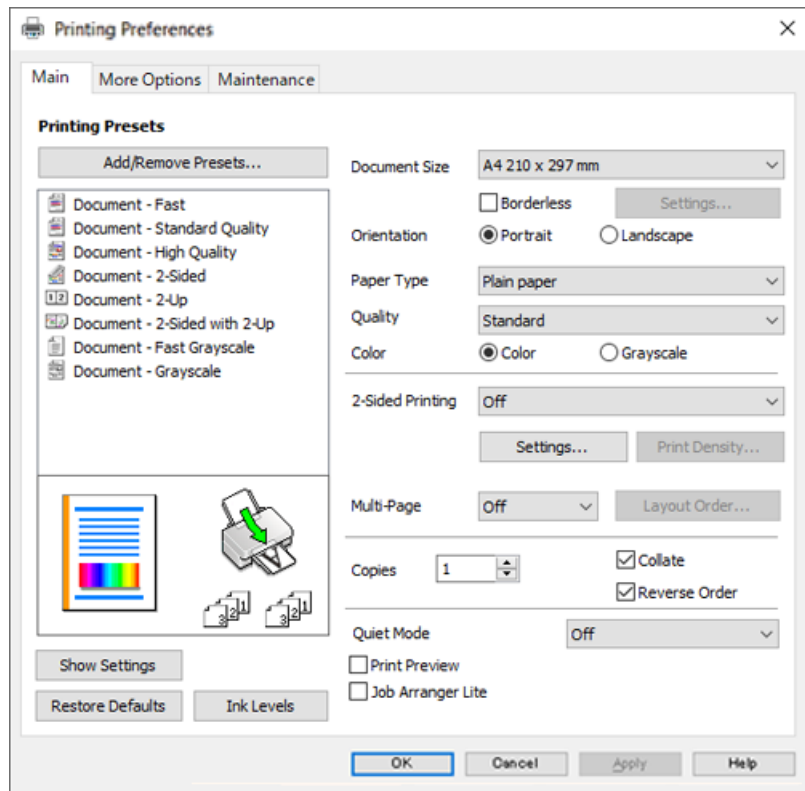 Printing Preferences
Main
More Options
Maintenance
Printing Presets
Add/Remove Presets...
Document - Fast
Document - Standard Quality
Document - High Quality
Document - 2-Sided
Document - 2-Up
Document - 2-Sided with 2-Up
Document - Fast Grayscale
Document - Grayscale
Show Settings
Restore Defaults
Ink Levels
Document Size
A4 210 x 297 mm
Borderless
Settings...
Orientation
Portrait
Landscape
Paper Type
Plain paper
Quality
Standard
Color
Color
Grayscale
2-Sided Printing
Off
Settings...
Print Density...
Multi-Page
Off
Layout Order...
Copies
1
Collate
Reverse Order
Quiet Mode
Off
Print Preview
Job Arranger Lite
OK
Cancel
Apply
Help